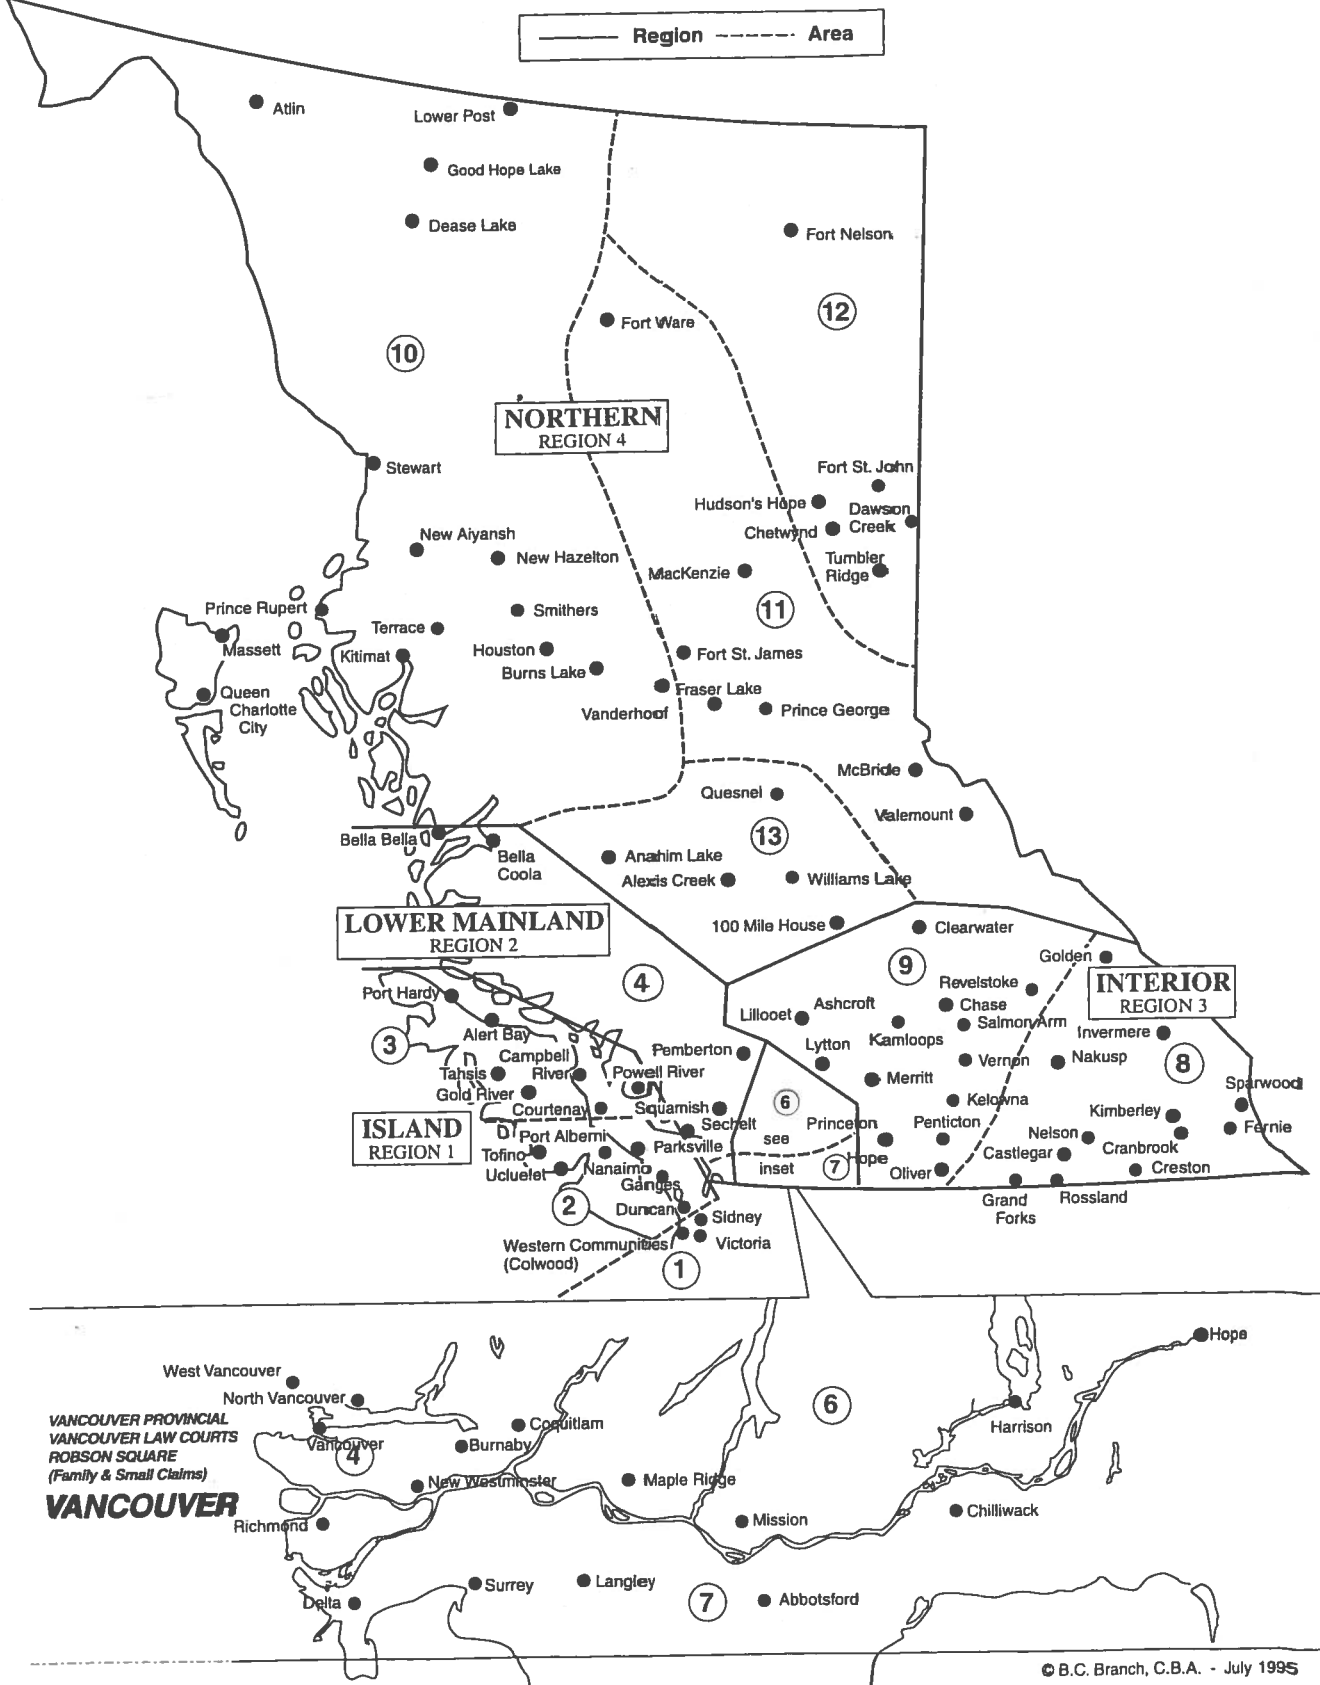 Region Area
Atlin
Lower Post
Good Hope Lake
Dease Lake
Fort Nelson
12
Fort Ware
10
NORTHERN
REGION 4
Stewart
Fort St. John
Hudson's Hope
Dawson
Creek
Chetwynd
New Aiyansh
New Hazelton
Tumbler
Ridge
MacKenzie
11
Prince Rupert
Smithers
Terrace
Massett
Kitimat
Houston
Fort St. James
Burns Lake
Queen
Charlotte
City
Fraser Lake
Vanderhoof
Prince George
McBride
Quesnel
Valemount
13
Bella Bella
Bella
Coola
Anahim Lake
Alexis Creek
Williams Lake
LOWER MAINLAND
REGION 2
100 Mile House
Clearwater
9
Golden
4
INTERIOR
REGION 3
Port Hardy
Revelstoke
Ashcroft
Chase
Lillooet
Salmon Arm
Alert Bay
Kamloops
Invermere
3
Campbell
River
Pemberton
Lytton
Vernon
Nakusp
8
Tahsis
Powell River
Merritt
Sparwood
Gold River
6
Kelowna
Courtenay
Squamish
Kimberley
ISLAND
REGION 1
Sechelt
Princeton
Penticton
Fernie
Port Alberni
see
Nelson
Parksville
Cranbrook
Tofino
Hope
Castlegar
Ucluelet
Nanaimo
inset
7
Oliver
Creston
Ganges
Grand
Forks
Rossland
2
Duncan
Sidney
Western Communities
(Colwood)
Victoria
1
Hope
West Vancouver
North Vancouver
6
Harrison
VANCOUVER PROVINCIAL
VANCOUVER LAW COURTS
ROBSON SQUARE
(Family & Small Claims)
VANCOUVER
Coquitlam
Vancouver
4
Burnaby
New Westminster
Maple Ridge
Richmond
Mission
Chilliwack
Surrey
Langley
Delta
7
Abbotsford
© B.C. Branch, C.B.A. - July 1995